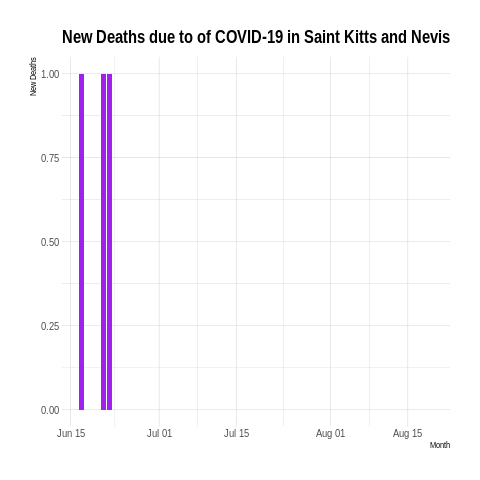 New Deaths due to of COVID-19 in Saint Kitts and Nevis
New Deaths
1.00
0.75
0.50
0.25
0.00
Jun 15 Jul 01 Jul 15 Aug 01 Aug 15
Month